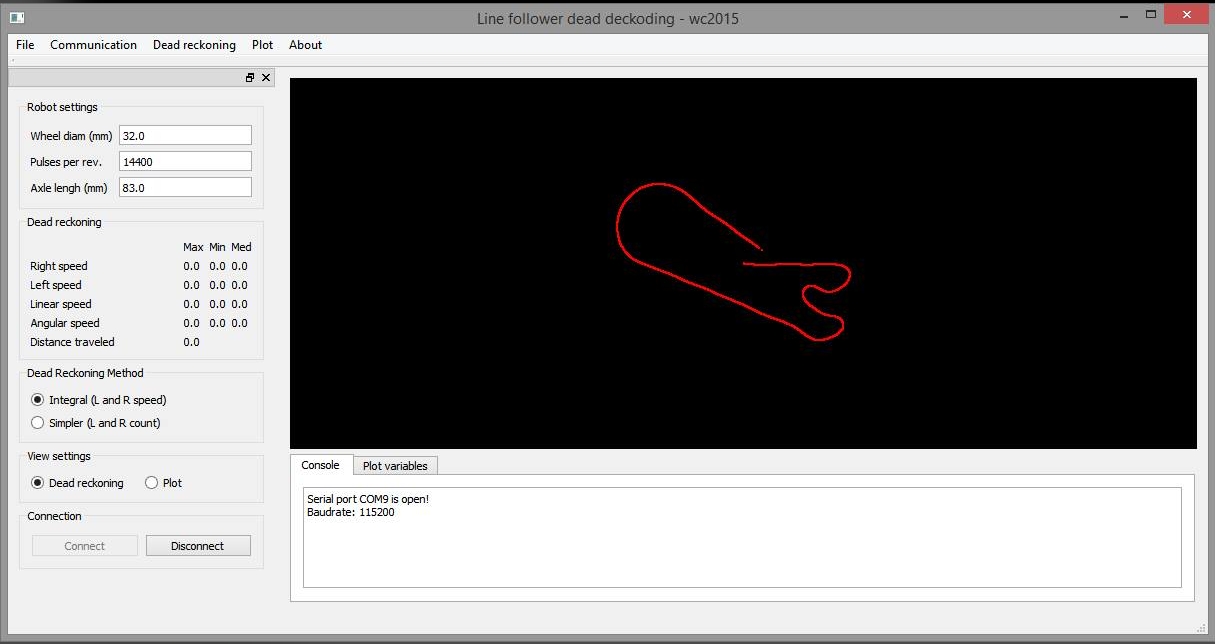 Line follower dead deckoding - wc2015
File Communication Dead reckoning Plot About
Robot settings
Wheel diam (mm) 32.0
Pulses per rev. 14400
Axle lengh (mm) 83.0
Dead reckoning
Max Min Med
Right speed 0.0 0.0 0.0
Left speed 0.0 0.0 0.0
Linear speed 0.0 0.0 0.0
Angular speed 0.0 0.0 0.0
Distance traveled 0.0
Dead Reckoning Method
Integral (L and R speed)
Simpler (L and R count)
View settings
Dead reckoning Plot
Connection
Connect Disconnect
Console Plot variables
Serial port COM9 is open!
Baudrate: 115200